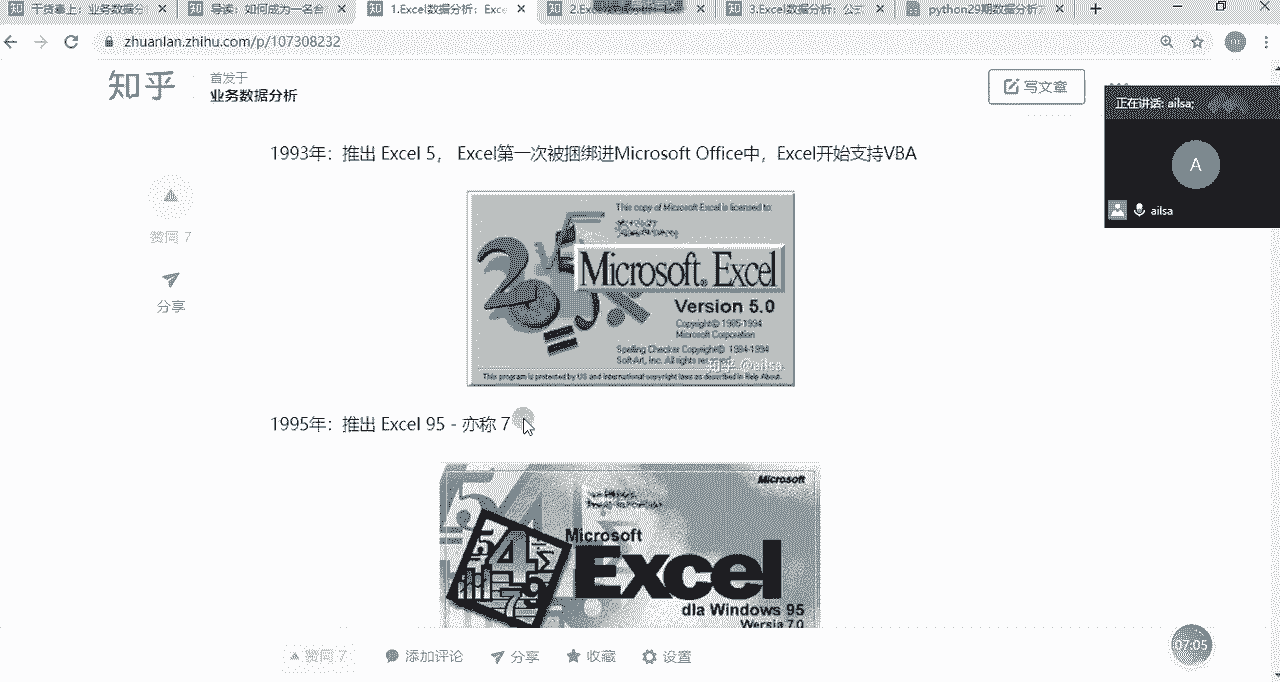 干货塞上：业务数据分
导读：如何成为一名合
1.Excel数据分析：Exce
3.Excel数据分析：公式
python29期数据分析
zhuanlan.zhihu.com/p/107308232
知乎
首发于
业务数据分析
写文章
正在讲话: ailsa;
A
ailsa
1993年：推出 Excel 5， Excel第一次被捆绑进Microsoft Office中，Excel开始支持VBA
赞同 7
分享
This copy of Microsoft Excel is licensed to:
Microsoft Excel
Version 5.0
Copyright© 1985-1994
Microsoft Corporation
Spelling Checker Copyright© 1984-1994
Soft-Art, Inc. All rights reserved.
知乎 @ailsa
This program is protected by US and international copyright laws as described in Help About.
1995年：推出 Excel 95 - 亦称 7
Microsoft
Microsoft
Excel
dla Windows 95
Wersja 7.0
赞同 7
添加评论
分享
收藏
设置
07:05